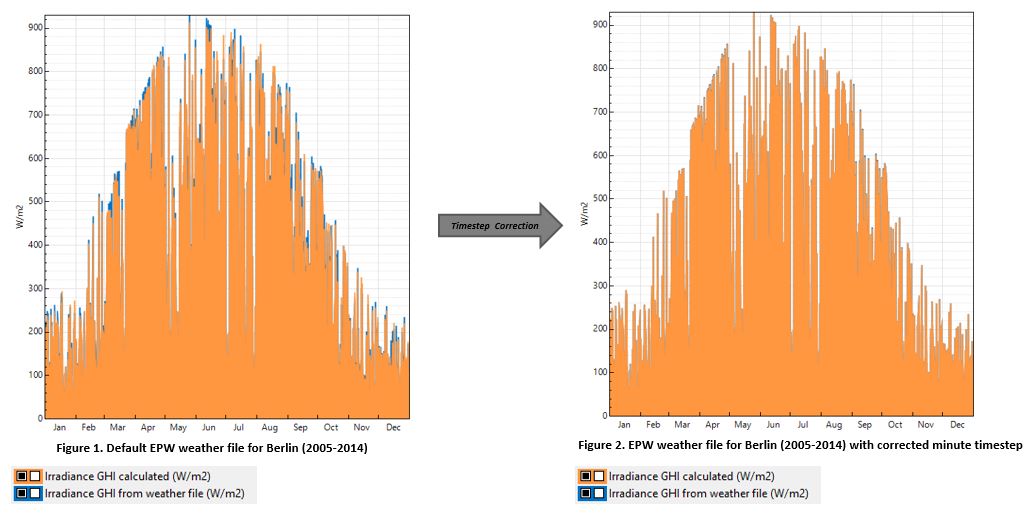 900
800
700
600
500
400
300
200
100
0
W/m2
Jan Feb Mar Apr May Jun Jul Aug Sep Oct Nov Dec
Figure 1. Default EPW weather file for Berlin (2005-2014)
Irradiance GHI calculated (W/m2)
Irradiance GHI from weather file (W/m2)
Timestep Correction
900
800
700
600
500
400
300
200
100
0
W/m2
Jan Feb Mar Apr May Jun Jul Aug Sep Oct Nov Dec
Figure 2. EPW weather file for Berlin (2005-2014) with corrected minute timestep
Irradiance GHI calculated (W/m2)
Irradiance GHI from weather file (W/m2)